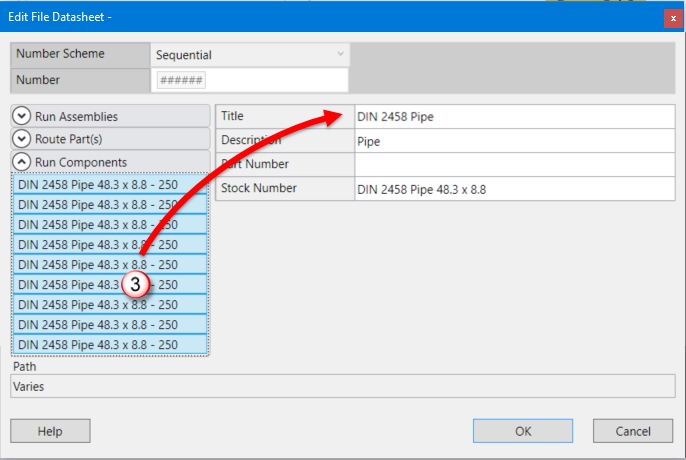 Edit File Datasheet -
x
Number Scheme
Sequential
Number
######
Run Assemblies
Route Part(s)
Run Components
DIN 2458 Pipe 48.3 x 8.8 - 250
DIN 2458 Pipe 48.3 x 8.8 - 250
DIN 2458 Pipe 48.3 x 8.8 - 250
DIN 2458 Pipe 48.3 x 8.8 - 250
DIN 2458 Pipe 48.3 x 8.8 - 250
DIN 2458 Pipe 48.3 8.8 - 250
DIN 2458 Pipe 48.3 x 8.8 - 250
DIN 2458 Pipe 48.3 x 8.8 - 250
DIN 2458 Pipe 48.3 x 8.8 - 250
3
Title
DIN 2458 Pipe
Description
Pipe
Part Number
Stock Number
DIN 2458 Pipe 48.3 x 8.8
Path
Varies
Help
OK
Cancel